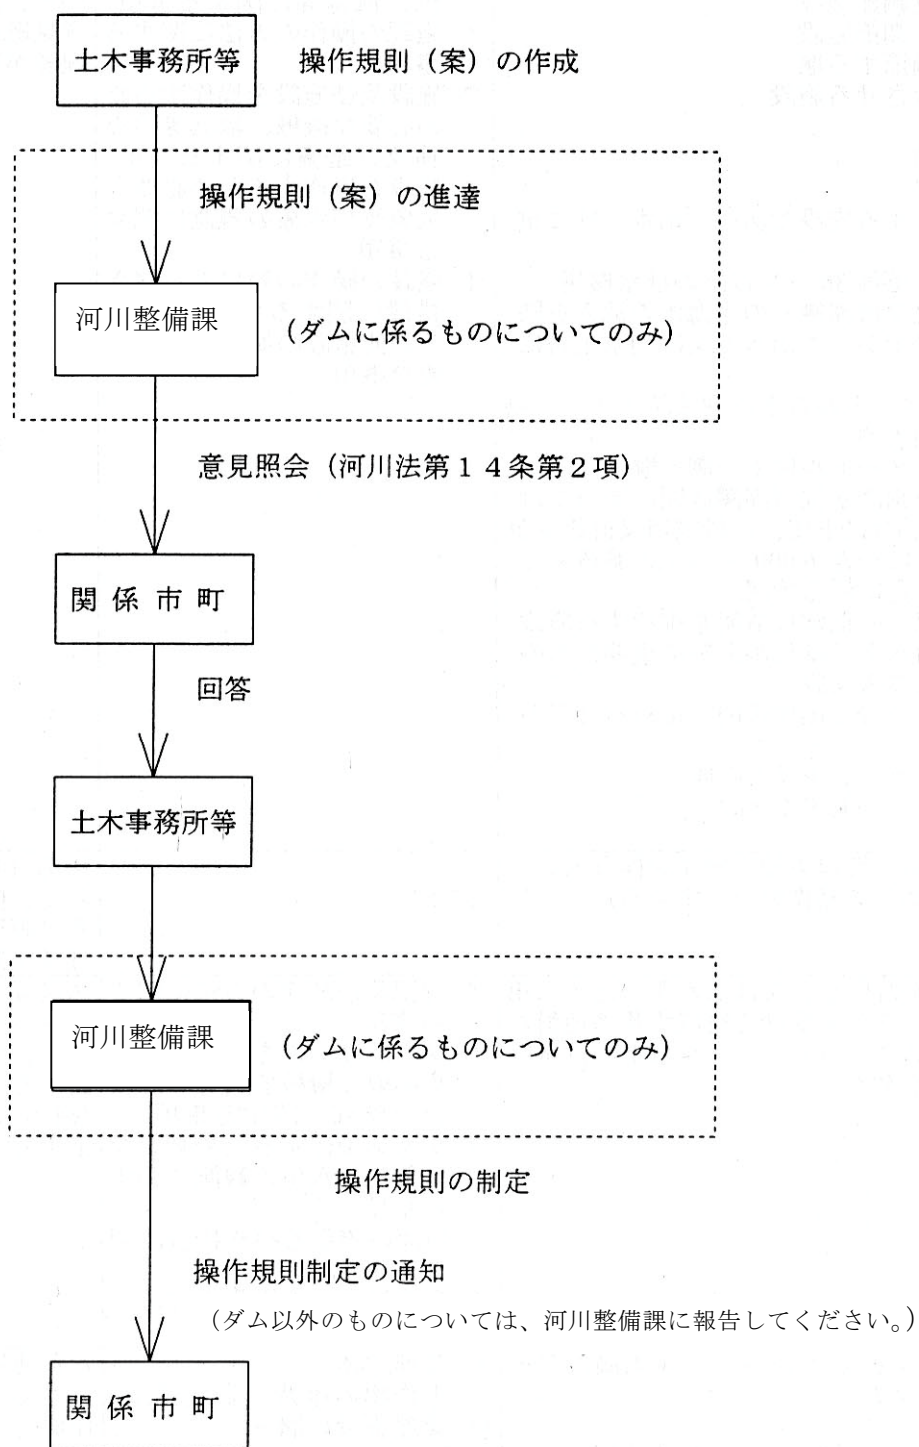 土木事務所等 操作規則（案）の作成
操作規則（案）の進達
河川整備課 （ダムに係るものについてのみ）
意見照会（河川法第１４条第２項）
関係市町
回答
土木事務所等
河川整備課 （ダムに係るものについてのみ）
操作規則の制定
操作規則制定の通知
（ダム以外のものについては、河川整備課に報告してください。）
関係市町